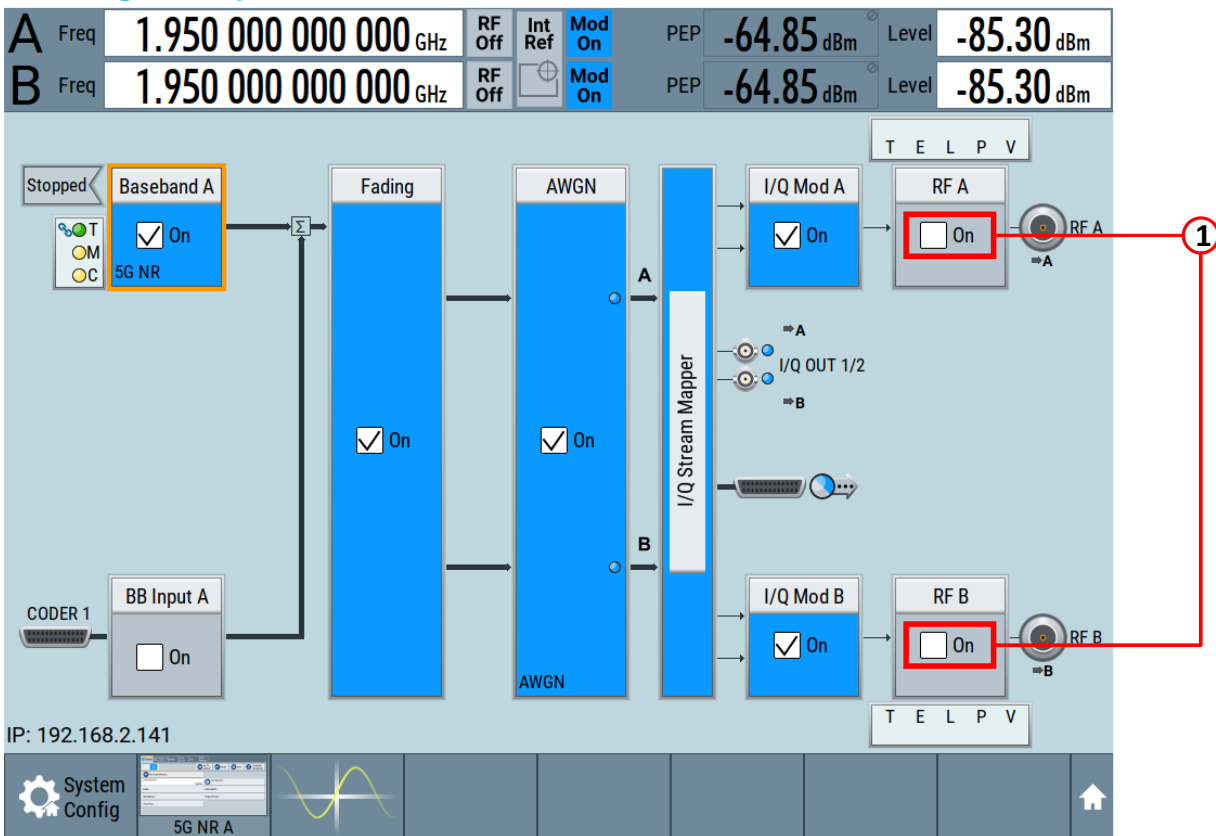 A Freq 1.950 000 000 000 GHz RF Off Int Ref Mod On PEP -64.85 dBm Level -85.30 dBm
B Freq 1.950 000 000 000 GHz RF Off Mod On PEP -64.85 dBm Level -85.30 dBm
T E L P V
Stopped
Baseband A
On
5G NR
T
M
C
Σ
Fading
On
AWGN
On
AWGN
A
B
I/Q Stream Mapper
I/Q Mod A
On
RF A
On
RF A
A
1
A
I/Q OUT 1/2
B
CODER 1
BB Input A
On
I/Q Mod B
On
RF B
On
RF B
B
T E L P V
IP: 192.168.2.141
System
Config
5G NR A